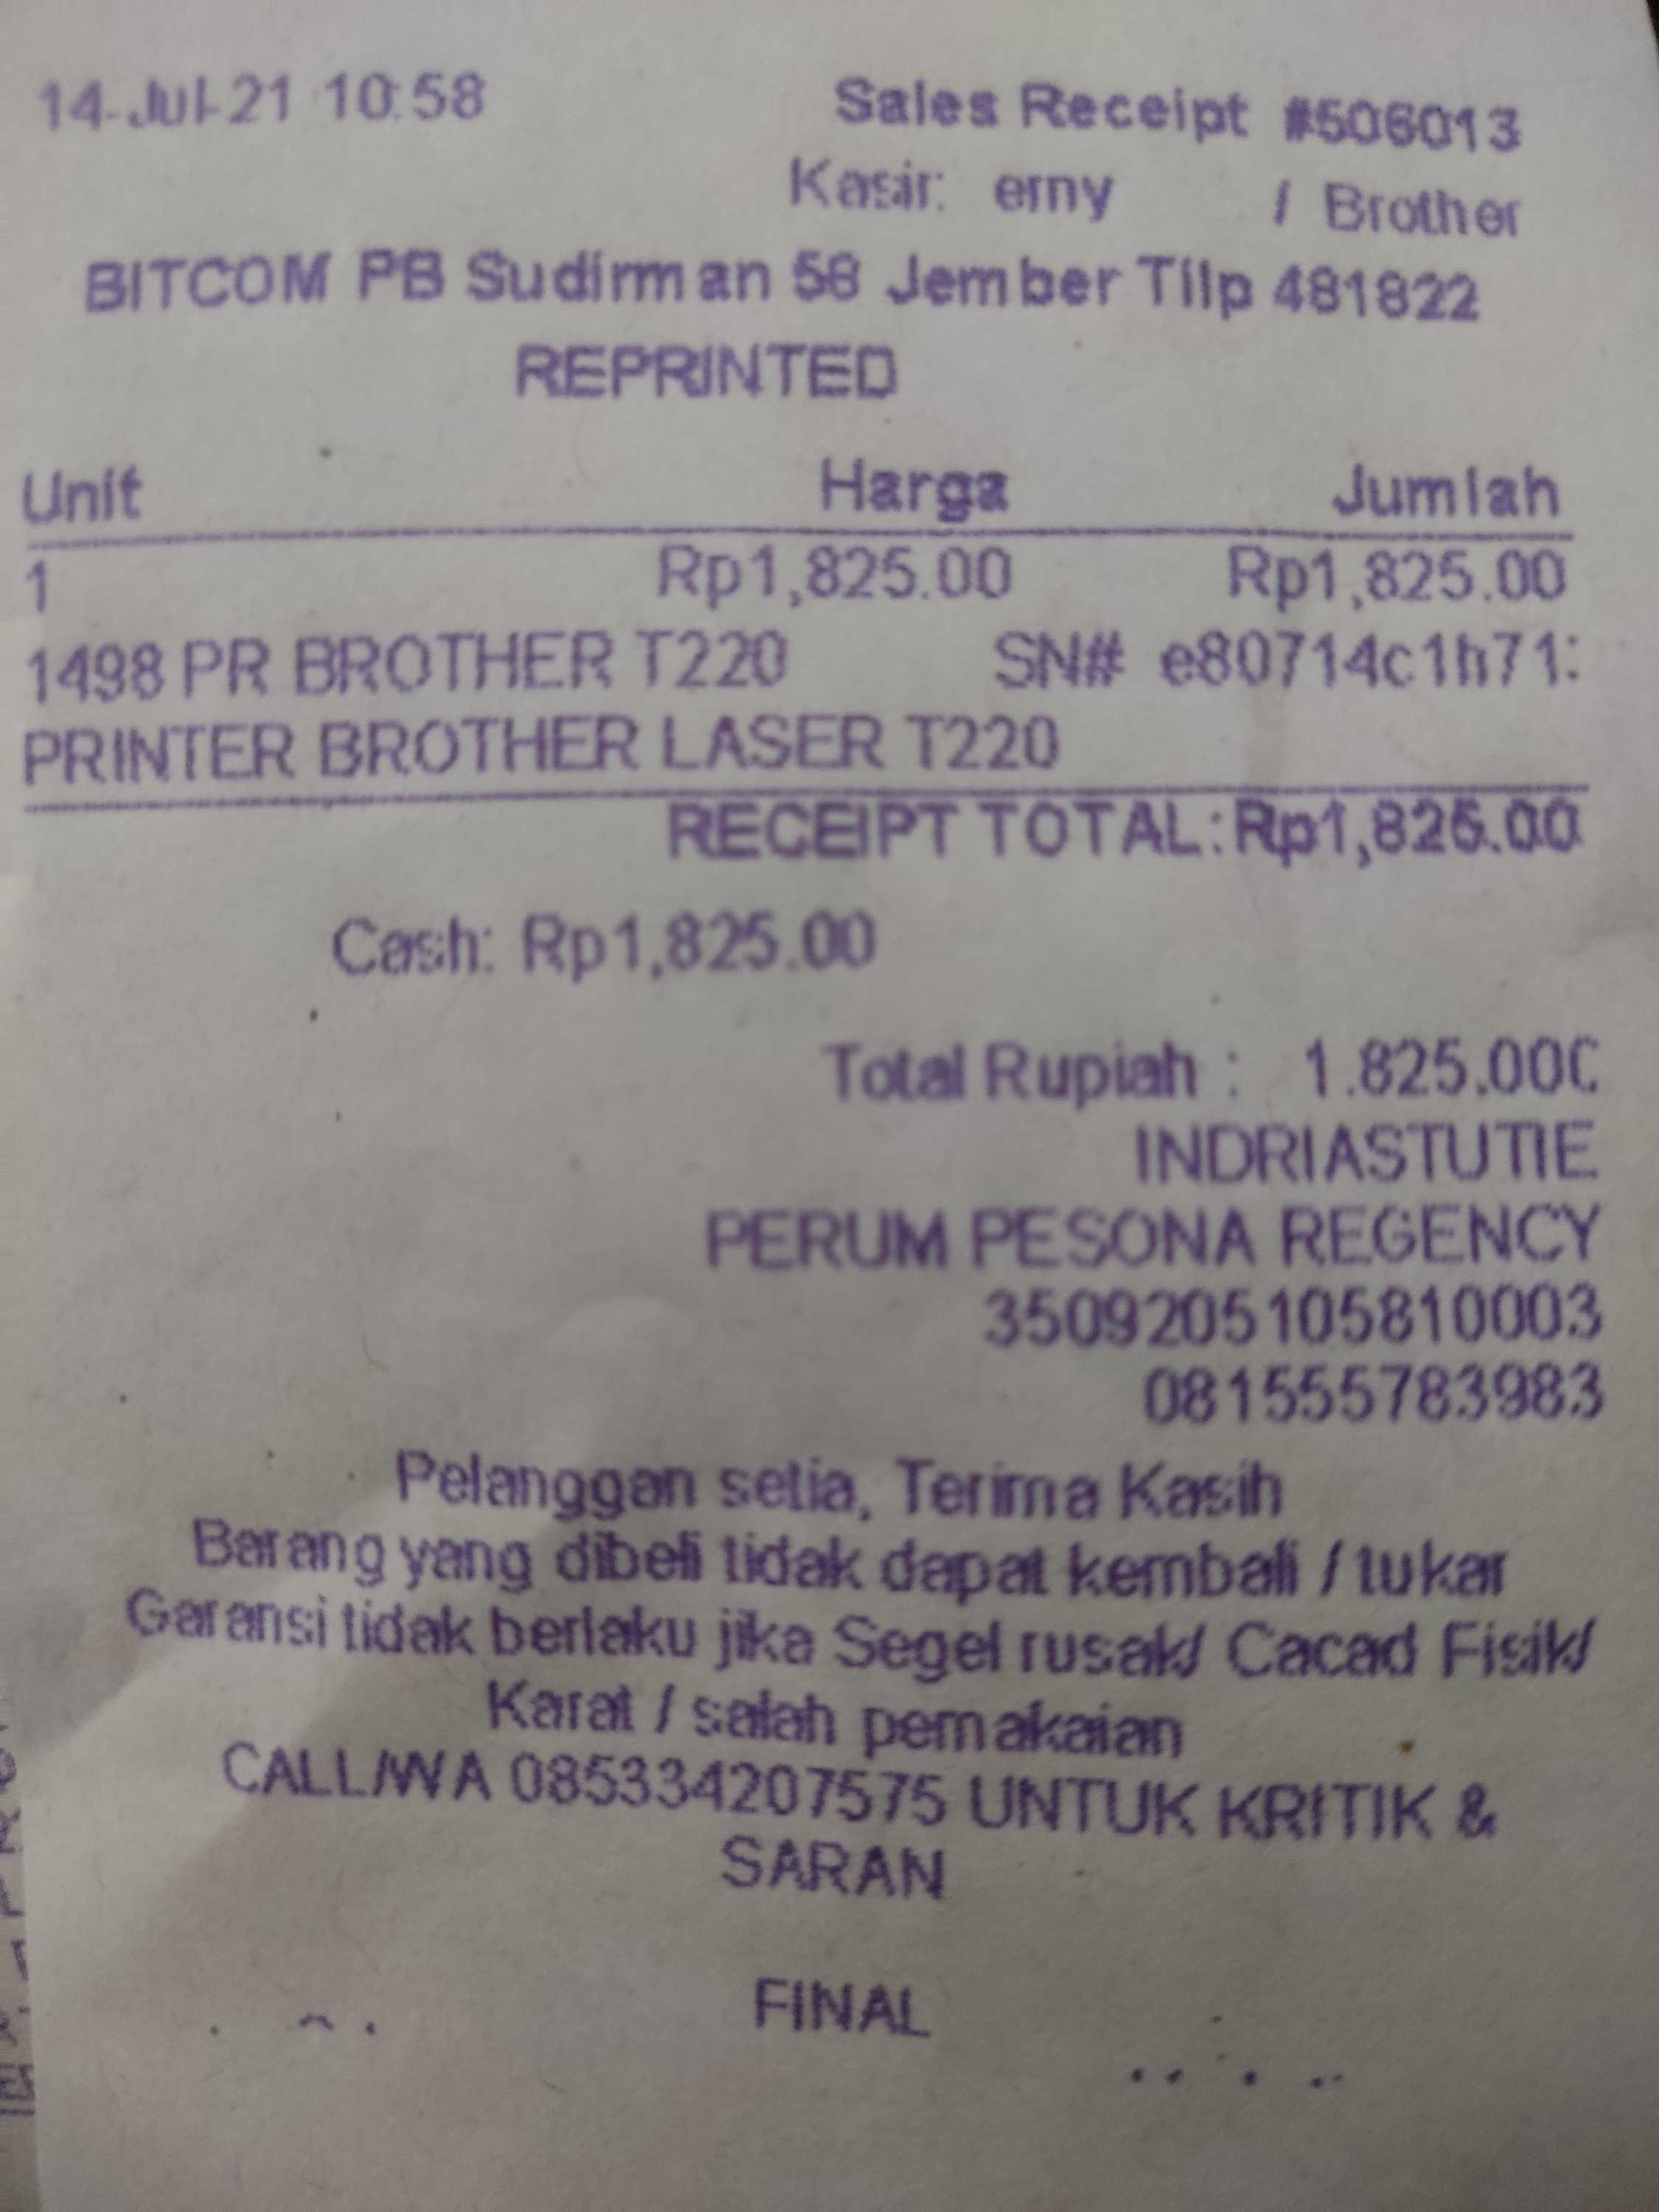 14-Jul-21 10:58 Sales Receipt #506013
Kasir: erny / Brother
BITCOM PB Sudirman 58 Jember Tilp 481822
REPRINTED
Unit Harga Jumlah
1 Rp1,825.00 Rp1,825.00
1498 PR BROTHER T220 SN# e80714c1h71:
PRINTER BROTHER LASER T220
RECEIPT TOTAL: Rp1,825.00
Cash: Rp1,825.00
Total Rupiah : 1.825.000
INDRIASTUTIE
PERUM PESONA REGENCY
3509205105810003
081555783983
Pelanggan setia, Terima Kasih
Barang yang dibeli tidak dapat kembali / tukar
Garansi tidak berlaku jika Segel rusak/ Cacad Fisik/
Karat / salah pemakaian
CALL/WA 085334207575 UNTUK KRITIK &
SARAN
FINAL